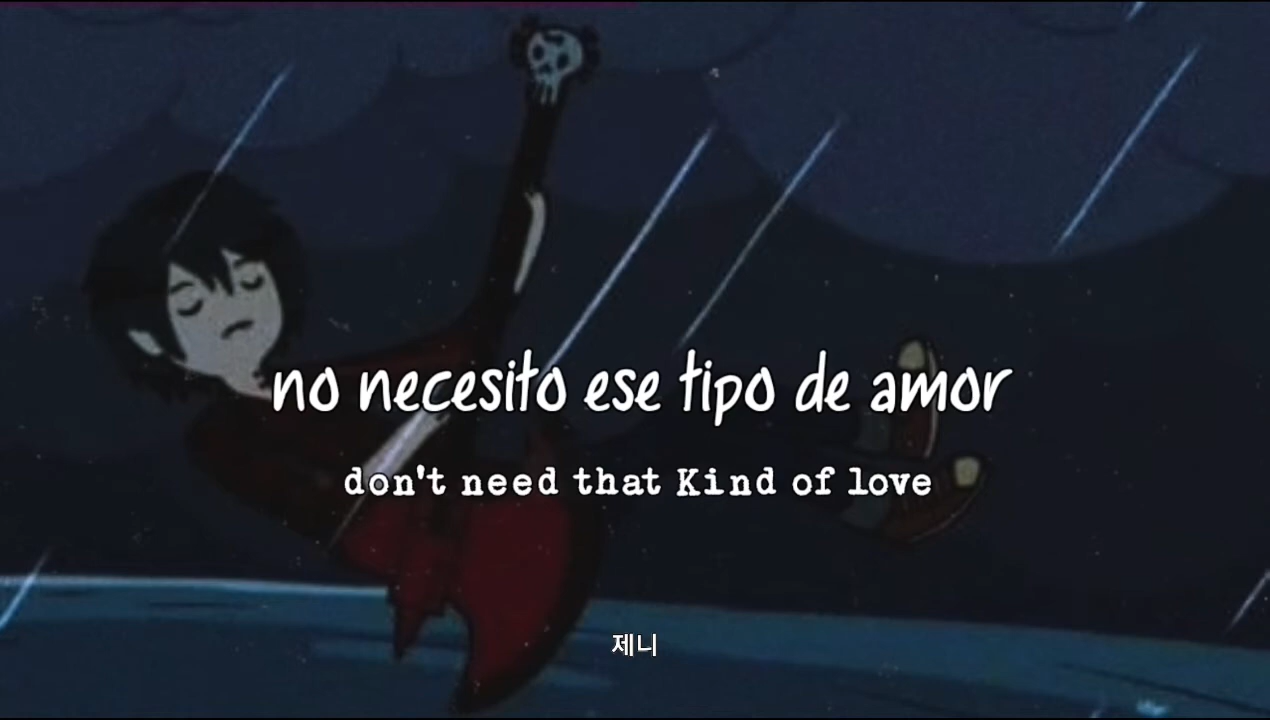 no necesito ese tipo de amor
don't need that Kind of love
제니